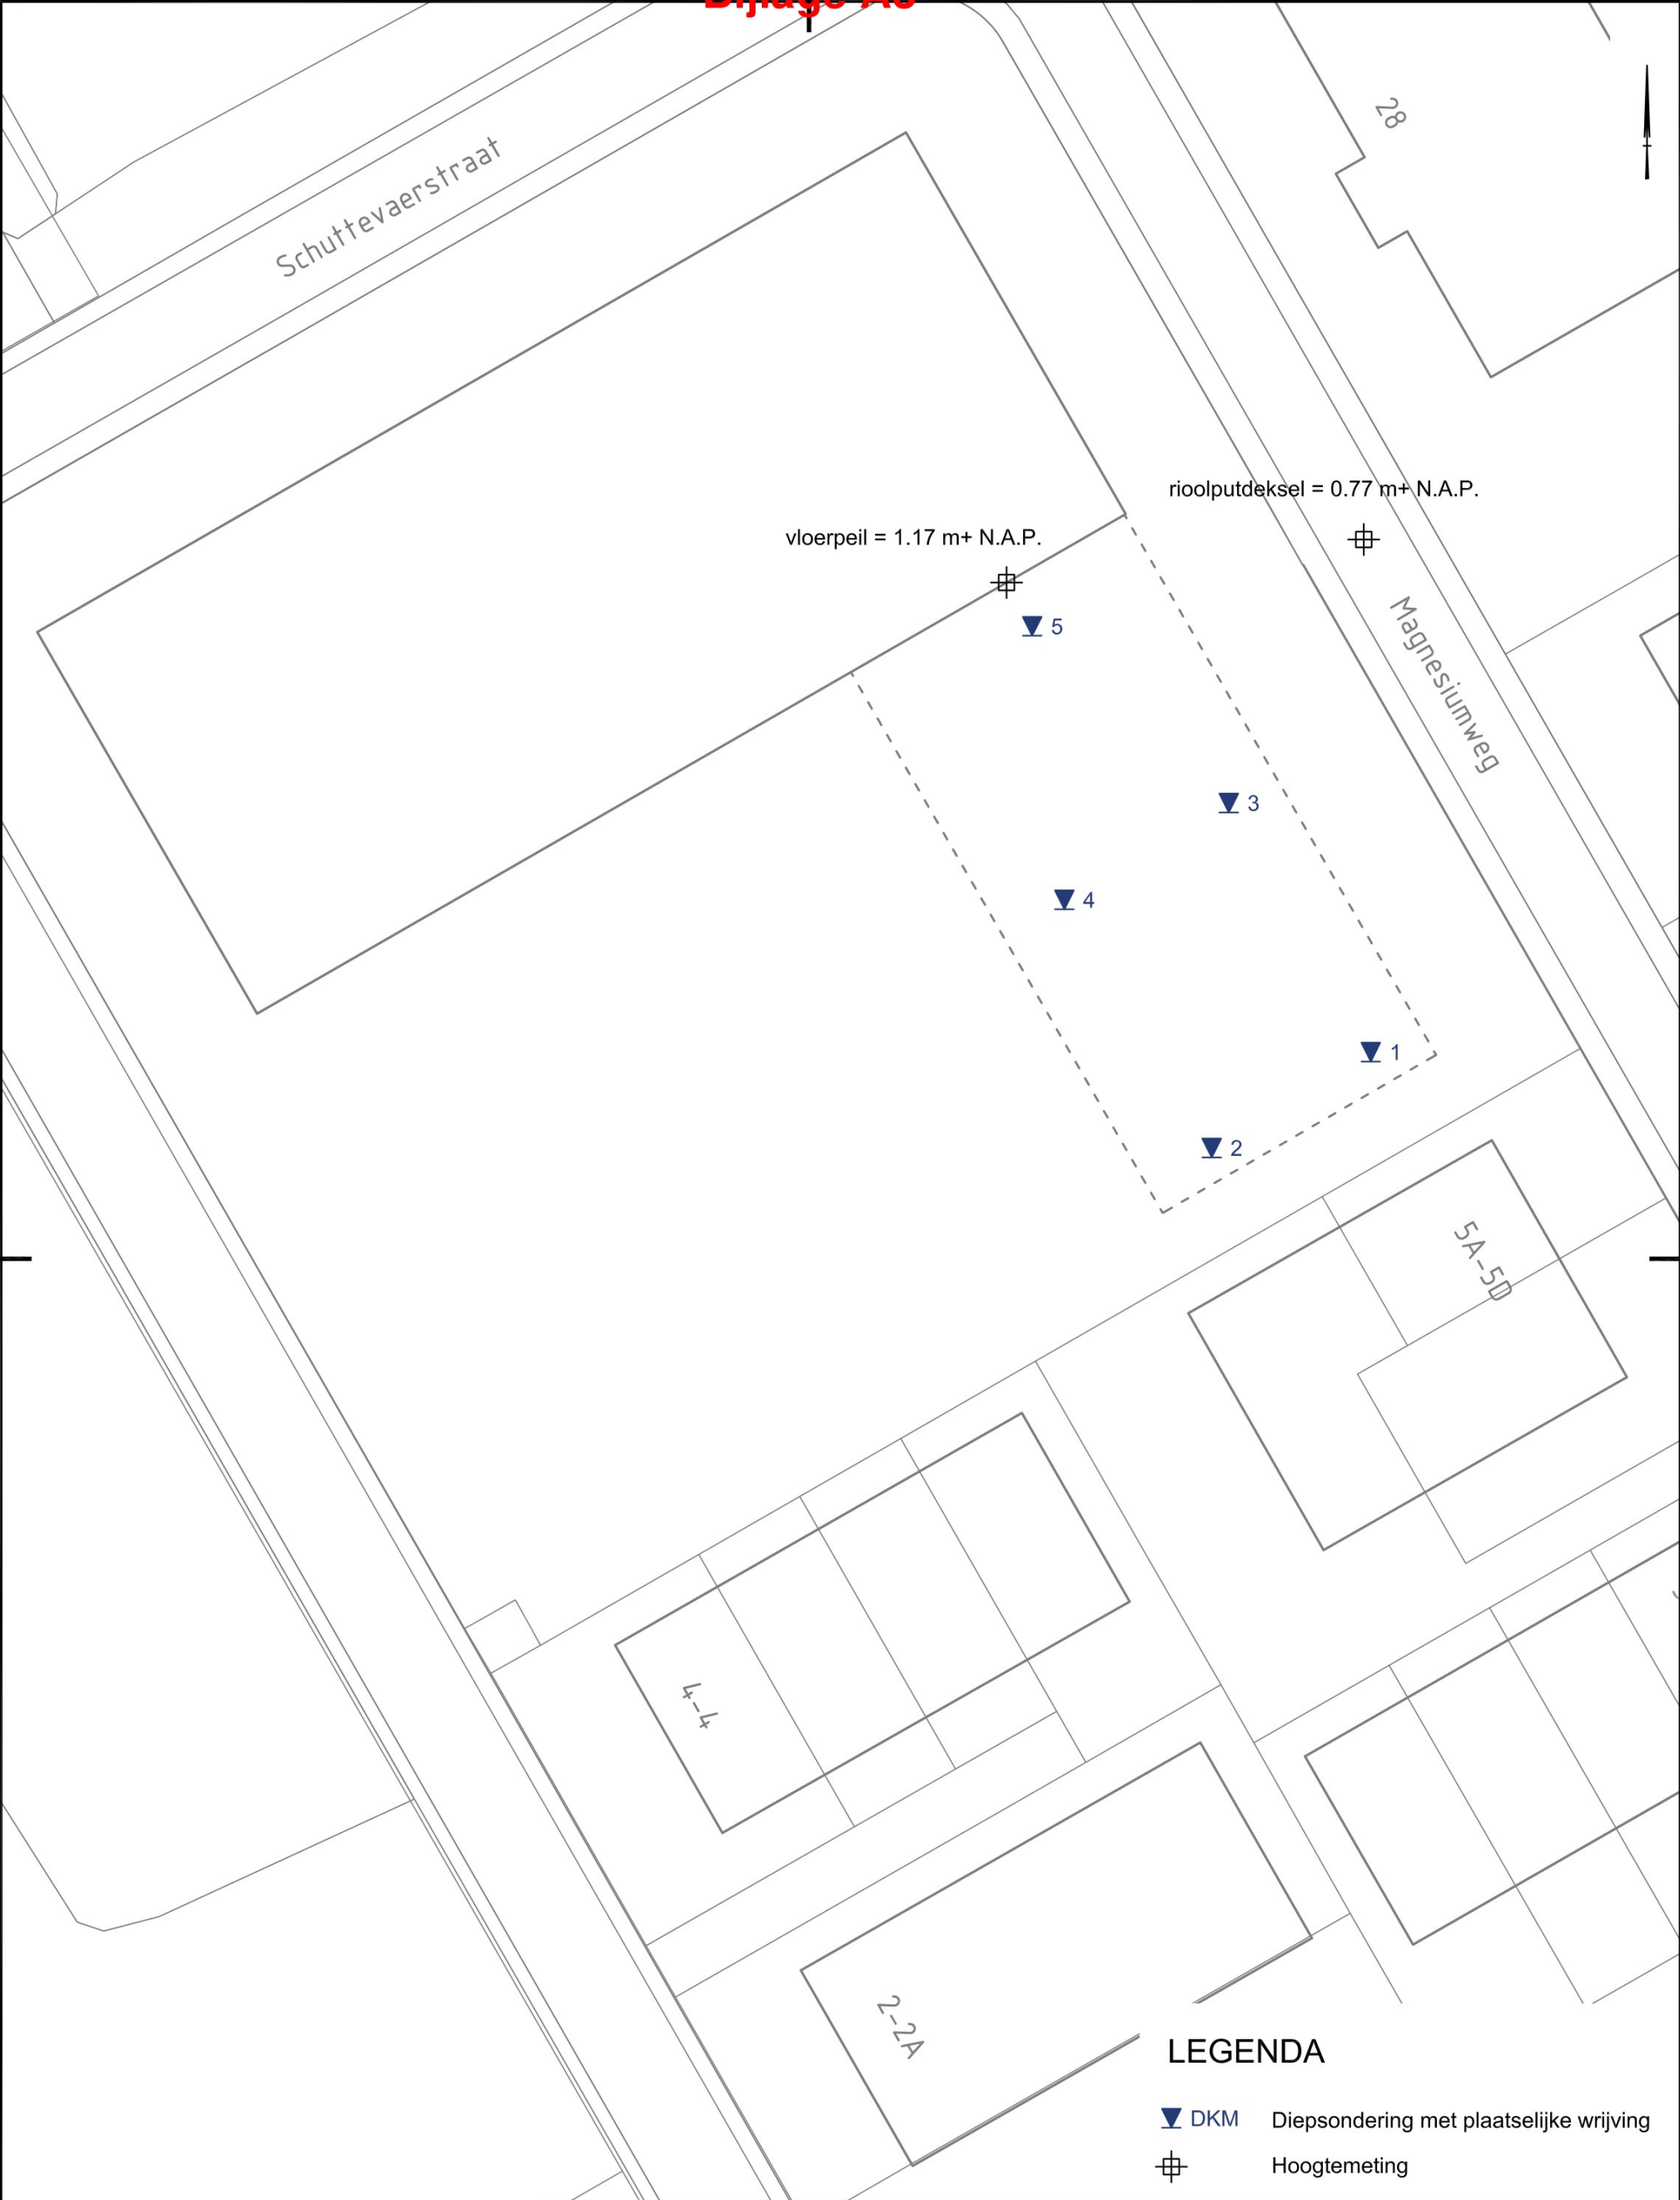 Schuttevaerstraat
28
rioolputdeksel = 0.77 m+ N.A.P.
vloerpeil = 1.17 m+ N.A.P.
5
Magnesiumweg
3
4
1
2
5A-5D
4-4
2-2A
LEGENDA
DKM Diepsondering met plaatselijke wrijving
Hoogtemeting